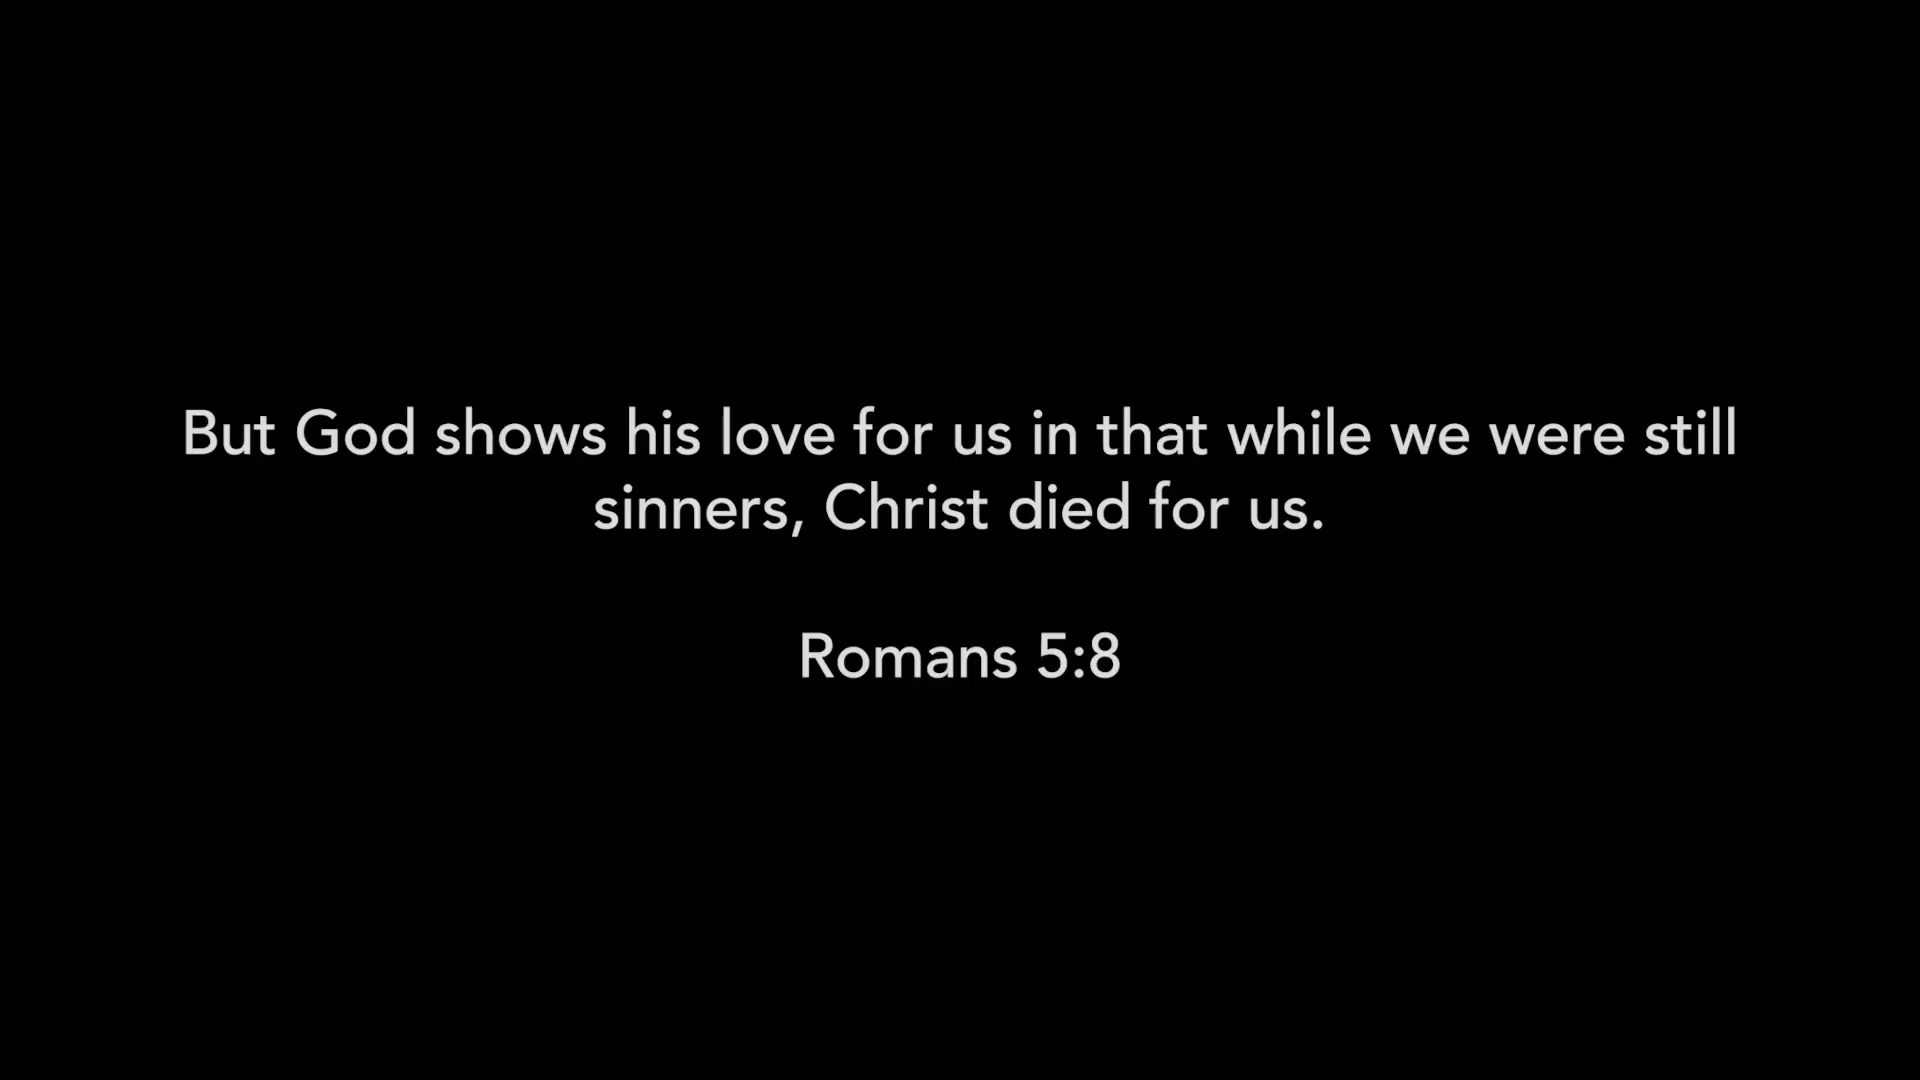 But God shows his love for us in that while we were still
sinners, Christ died for us.
Romans 5:8